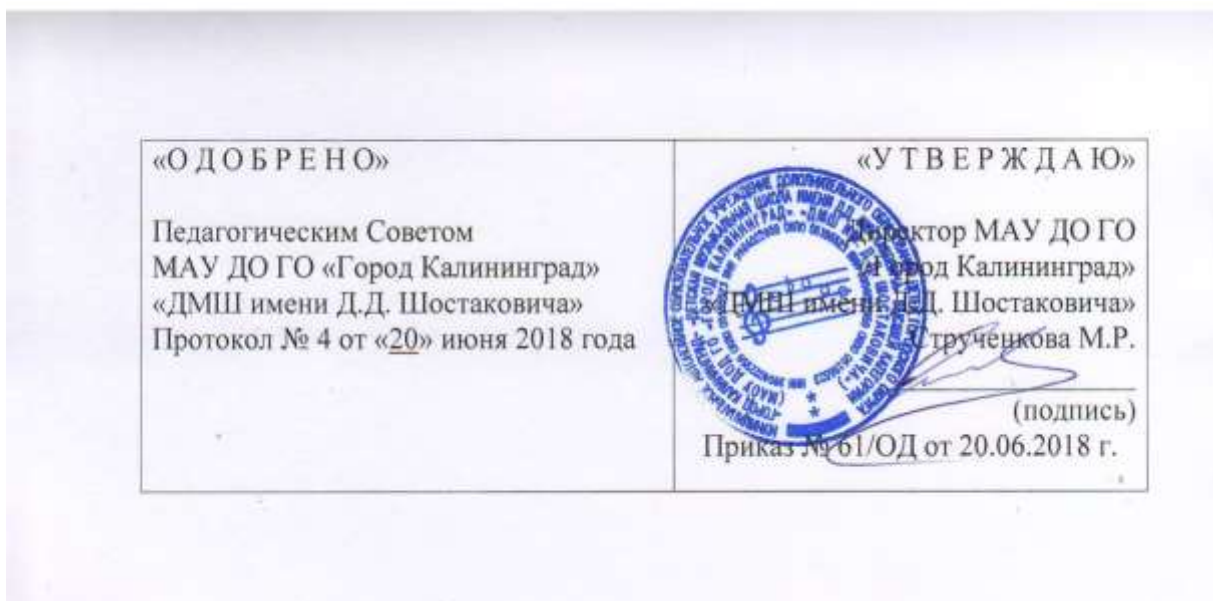 «О Д О Б Р Е Н О»
Педагогическим Советом
МАУ ДО ГО «Город Калининград»
«ДМШ имени Д.Д. Шостаковича»
Протокол № 4 от «20» июня 2018 года
«У Т В Е Р Ж Д А Ю»
Директор МАУ ДО ГО
«Город Калининград»
«ДМШ имени Д.Д. Шостаковича»
Струченкова М.Р.
(подпись)
Приказ № 61/ОД от 20.06.2018 г.